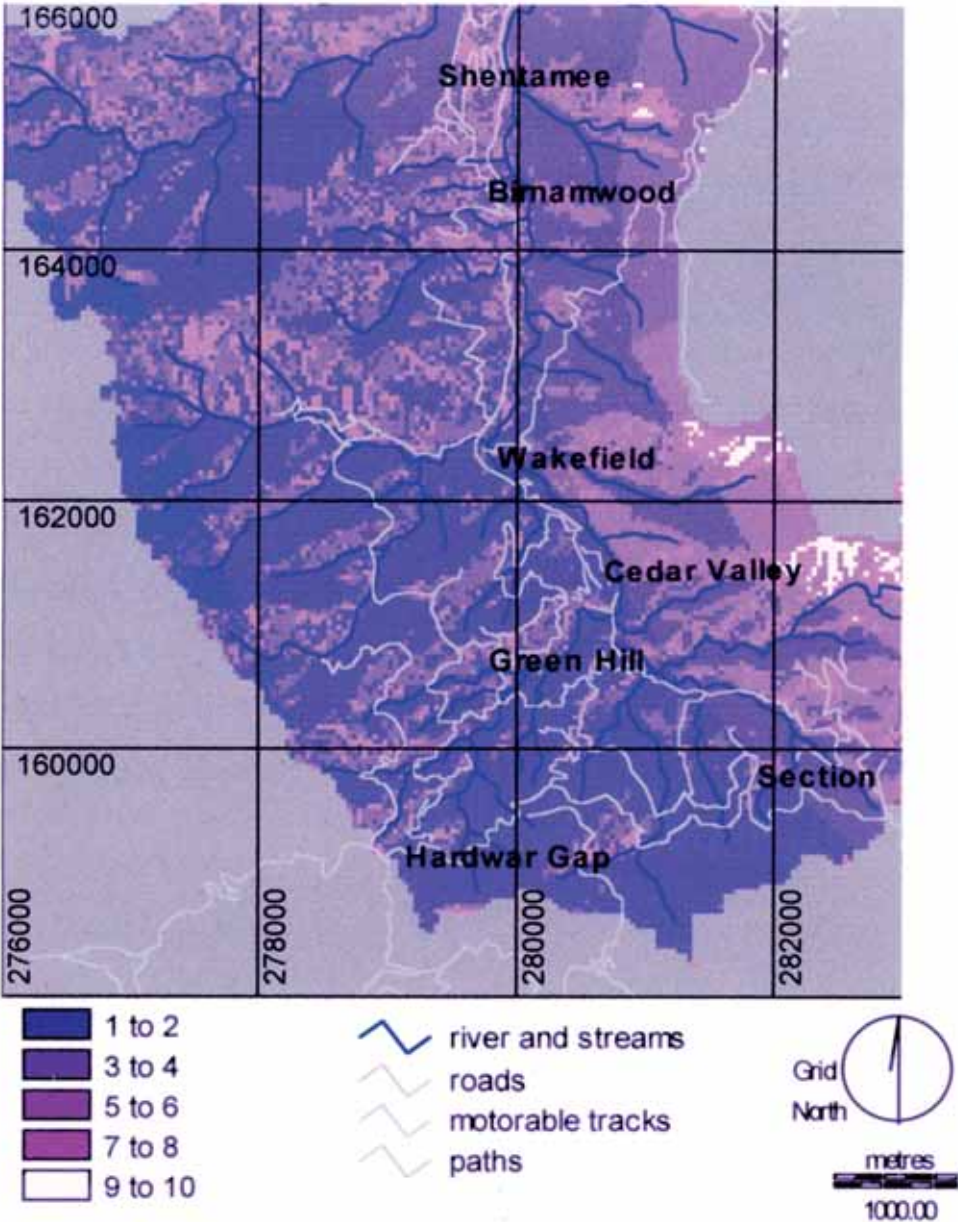 166000
Shentamee
Birnamwood
164000
Wakefield
162000
Cedar Valley
Green Hill
160000
Section
Hardwar Gap
276000
278000
280000
282000
1 to 2
3 to 4
5 to 6
7 to 8
9 to 10
river and streams
roads
motorable tracks
paths
Grid
North
metres
1000.00